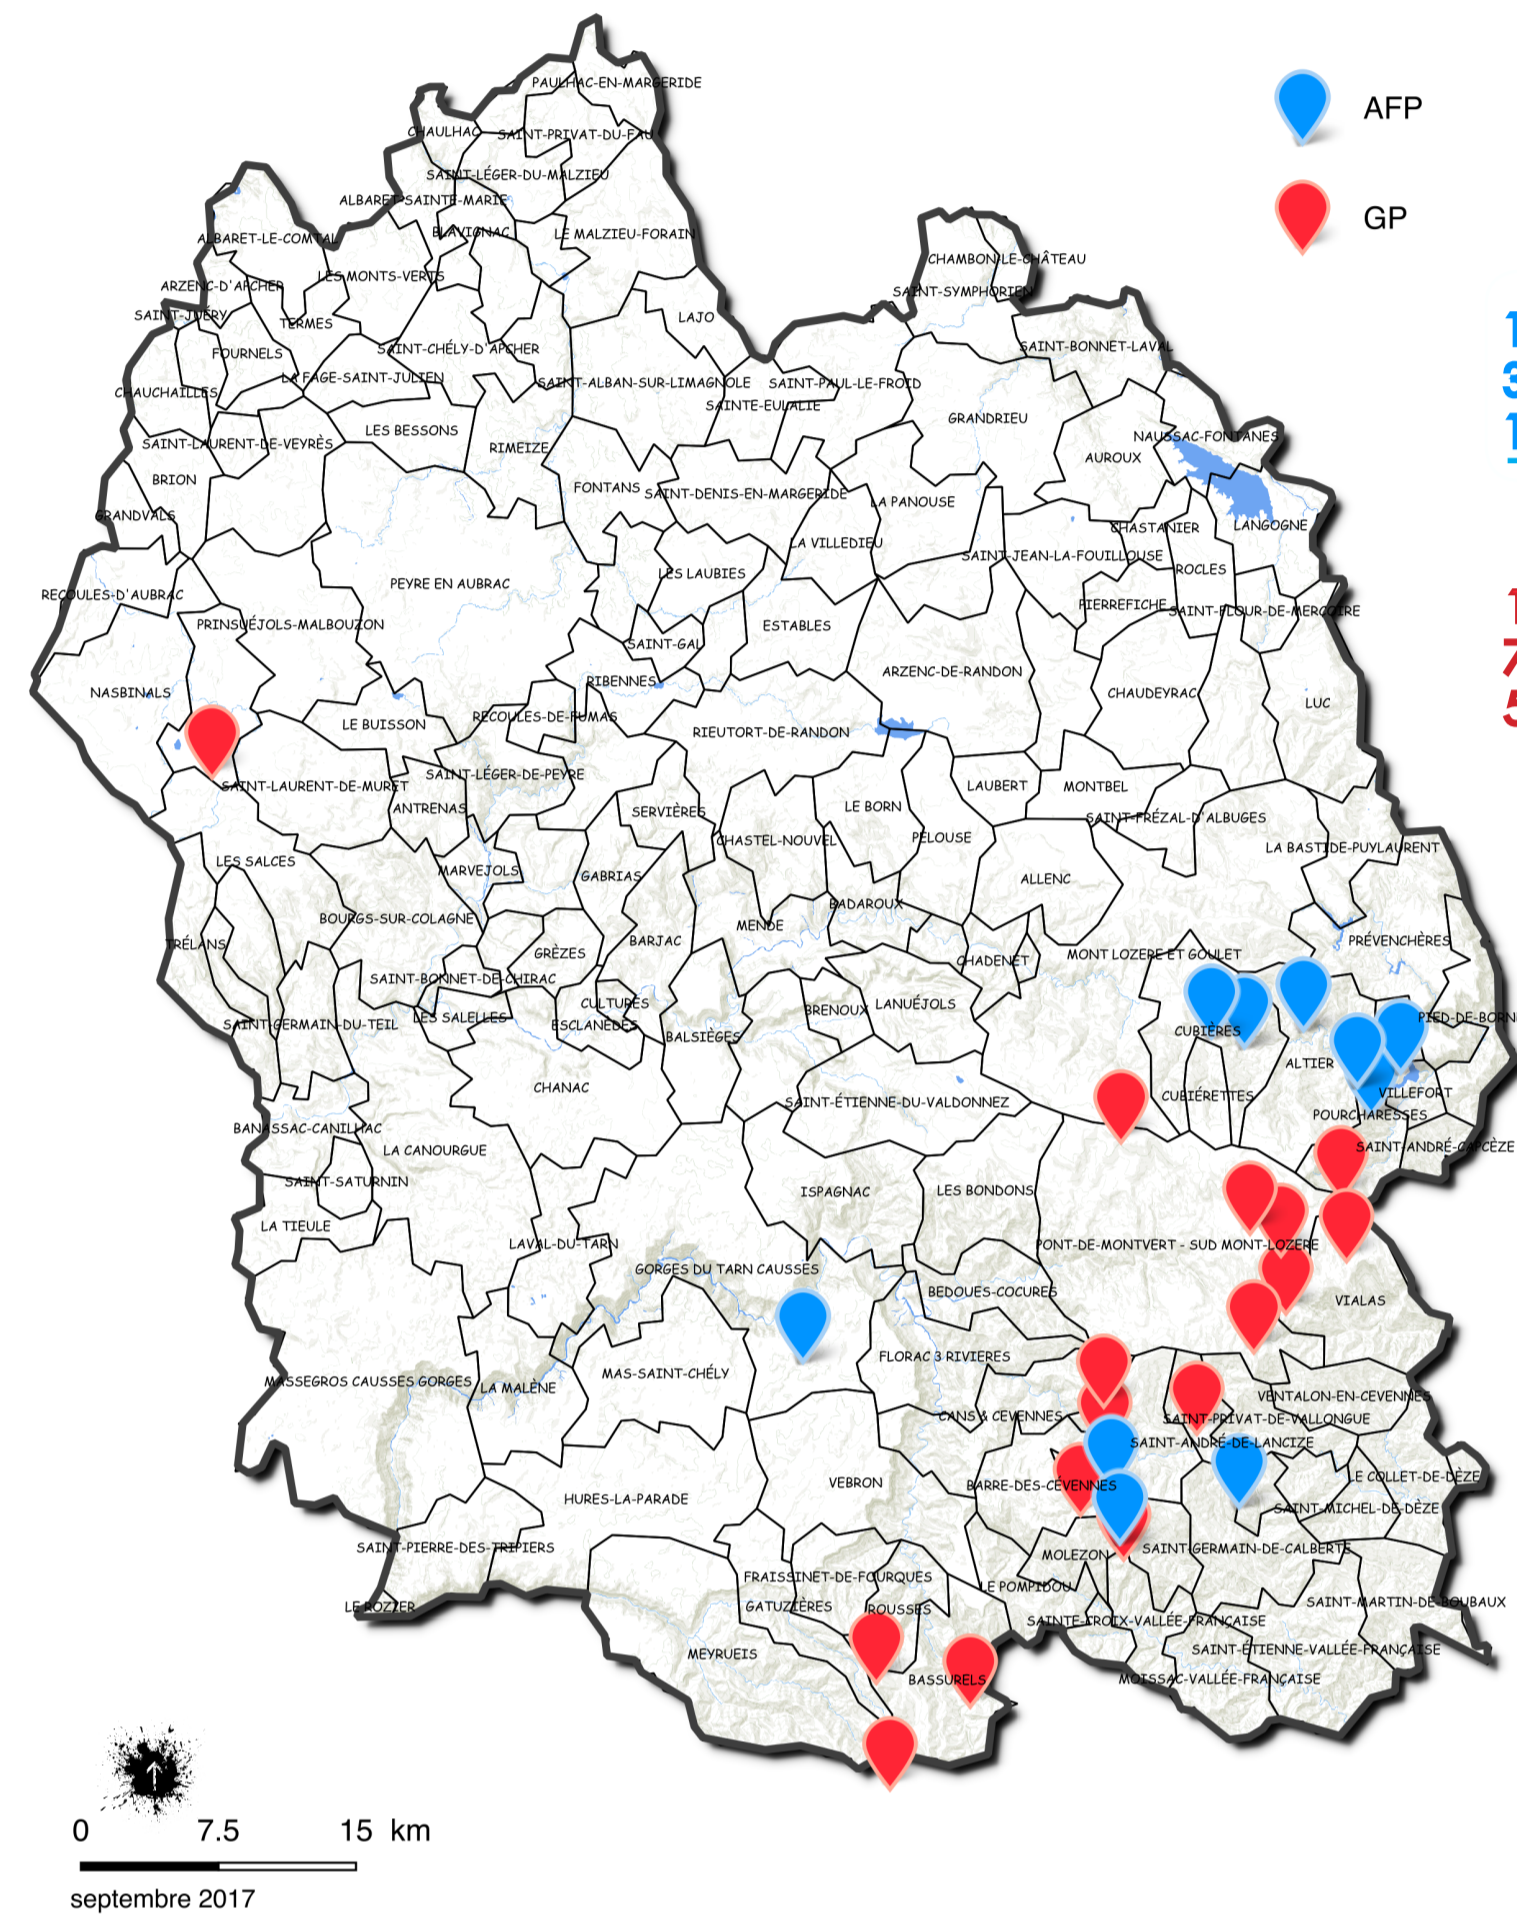 PAULHAC-EN-MARGERIDE
AFP
CHAULHAC
SAINT-PRIVAT-DU-FAU
SAINT-LÉGER-DU-MALZIEU
ALBARET-SAINTE-MARIE
GP
BLAVIGNAC
LE MALZIEU-FORAIN
ALBARET-LE-COMTAL
CHAMBON-LE-CHÂTEAU
LES MONTS-VERTS
ARZENC-D'APCHER
SAINT-SYMPHORIEN
SAINT-JUÉRY
TERMES
LAJO
1
SAINT-BONNET-LAVAL
FOURNELS
SAINT-CHÉLY-D'APCHER
LA FAGE-SAINT-JULIEN
SAINT-ALBAN-SUR-LIMAGNOLE
SAINT-PAUL-LE-FROID
3
CHAUCHAILLES
SAINTE-EULALIE
GRANDRIEU
LES BESSONS
NAUSSAC-FONTANES
1
SAINT-LAURENT-DE-VEYRÈS
RIMEIZE
AUROUX
BRION
FONTANS
SAINT-DENIS-EN-MARGERIDE
LA PANOUSE
GRANDVALS
CHASTANIER
LANGOGNE
LA VILLEDIEU
SAINT-JEAN-LA-FOUILLOUSE
LES LAUBIES
ROCLES
PEYRE EN AUBRAC
RECOULES-D'AUBRAC
PIERREFICHE
SAINT-FLOUR-DE-MERCOIRE
1
PRINSUÉJOLS-MALBOUZON
ESTABLES
SAINT-GAL
7
ARZENC-DE-RANDON
RIBENNES
NASBINALS
CHAUDEYRAC
LUC
5
LE BUISSON
RECOULES-DE-FUMAS
RIEUTORT-DE-RANDON
SAINT-LÉGER-DE-PEYRE
SAINT-LAURENT-DE-MURET
LAUBERT
MONTBEL
ANTRENAS
SERVIÈRES
LE BORN
SAINT-FRÉZAL-D'ALBUGES
CHASTEL-NOUVEL
PELOUSE
LA BASTIDE-PUYLAURENT
LES SALCES
MARVEJOLS
GABRIAS
ALLENC
BADAROUX
BOURGS-SUR-COLAGNE
MENDE
TRÉLANS
BARJAC
PRÉVENCHÈRES
GRÈZES
CHADENET
MONT LOZERE ET GOULET
SAINT-BONNET-DE-CHIRAC
CULTURES
BRENOUX
LANUÉJOLS
LES SALELLES
ESCLANÈDES
SAINT-GERMAIN-DU-TEIL
BALSIÈGES
CUBIÈRES
PIED-DE-BORNE
ALTIER
CHANAC
CUBIÉRETTES
VILLEFORT
SAINT-ÉTIENNE-DU-VALDONNEZ
POURCHARESSES
BANASSAC-CANILHAC
LA CANOURGUE
SAINT-ANDRÉ-CAPCÈZE
SAINT-SATURNIN
ISPAGNAC
LES BONDONS
LA TIEULE
LAVAL-DU-TARN
PONT-DE-MONTVERT - SUD MONT-LOZERE
GORGES DU TARN CAUSSES
BEDOUES-COCURES
VIALAS
FLORAC 3 RIVIERES
MAS-SAINT-CHÉLY
MASSEGROS CAUSSES GORGES
LA MALÈNE
VENTALON-EN-CEVENNES
CANS & CEVENNES
SAINT-PRIVAT-DE-VALLONGUE
SAINT-ANDRÉ-DE-LANCIZE
LE COLLET-DE-DÈZE
VEBRON
BARRE-DES-CÉVENNES
HURES-LA-PARADE
SAINT-MICHEL-DE-DÈZE
SAINT-PIERRE-DES-TRIPIERS
MOLEZON
SAINT-GERMAIN-DE-CALBERTE
FRAISSINET-DE-FOURQUES
LE POMPIDOU
LE ROZIER
GATUZIÈRES
ROUSSES
SAINT-MARTIN-DE-BOUBAUX
SAINTE-CROIX-VALLÉE-FRANÇAISE
MEYRUEIS
SAINT-ÉTIENNE-VALLÉE-FRANÇAISE
BASSURELS
MOISSAC-VALLÉE-FRANÇAISE
0 7.5 15 km
septembre 2017